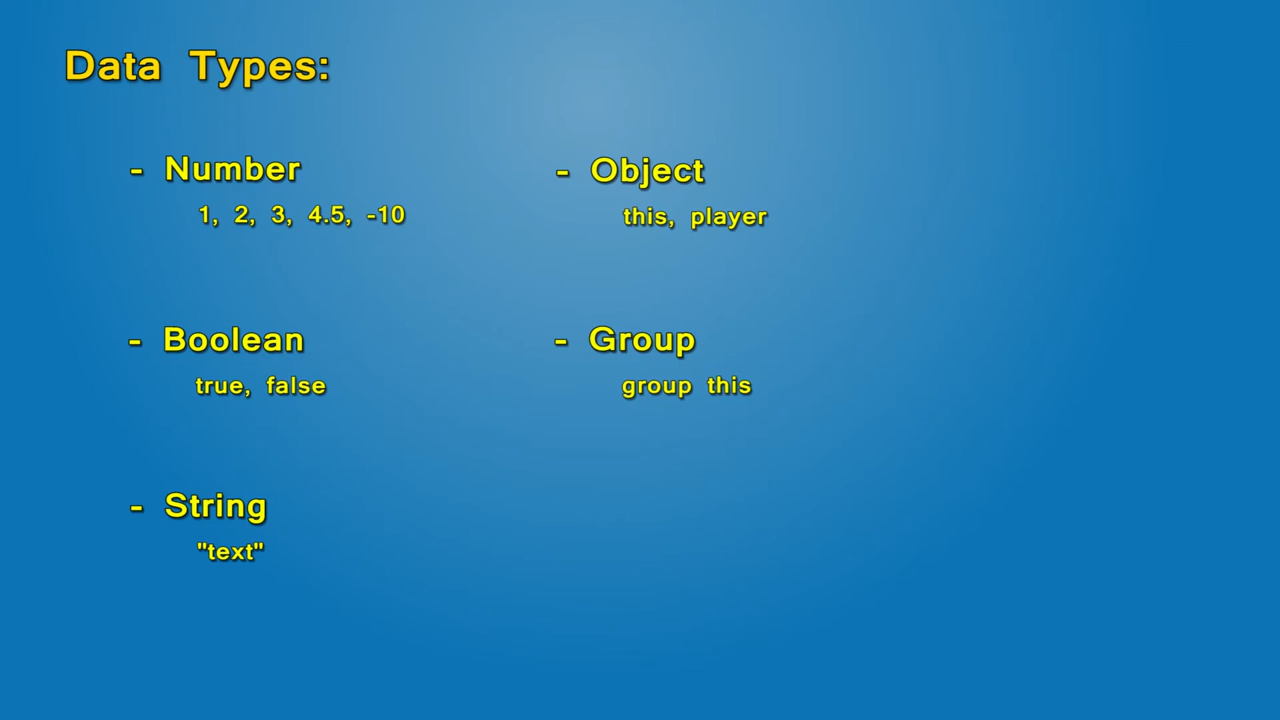 Data Types:
- Number
1, 2, 3, 4.5, -10
- Boolean
true, false
- String
"text"
- Object
this, player
- Group
group this